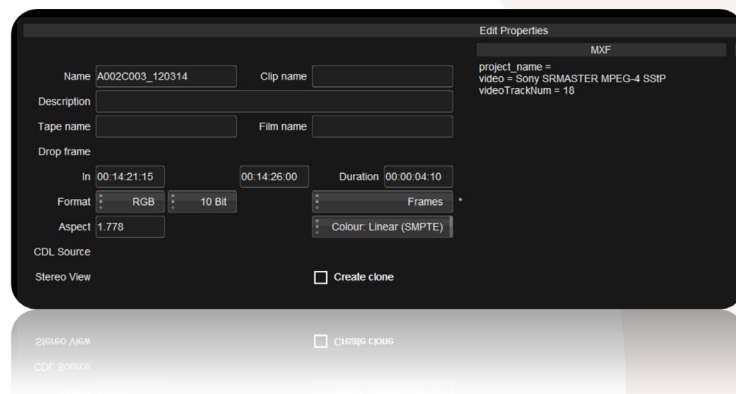 Edit Properties
MXF
Name A002C003_120314 Clip name
project_name =
video = Sony SRMASTER MPEG-4 SStP
videoTrackNum = 18
Description
Tape name Film name
Drop frame
In 00:14:21:15 00:14:26:00 Duration 00:00:04:10
Format RGB 10 Bit Frames *
Aspect 1.778 Colour: Linear (SMPTE)
CDL Source
Stereo View Create clone
Stereo View Create clone
CDL Source